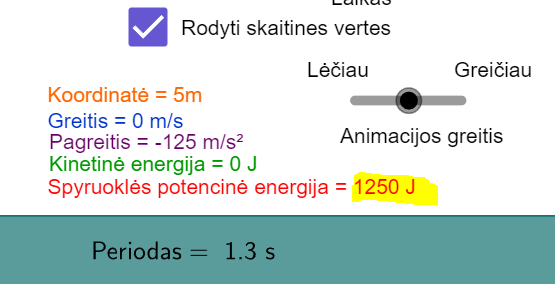 Laikas
Rodyti skaitines vertes
Lėčiau Greičiau
Animacijos greitis
Koordinatė = 5m
Greitis = 0 m/s
Pagreitis = -125 m/s²
Kinetinė energija = 0 J
Spyruoklės potencinė energija = 1250 J
Periodas = 1.3 s